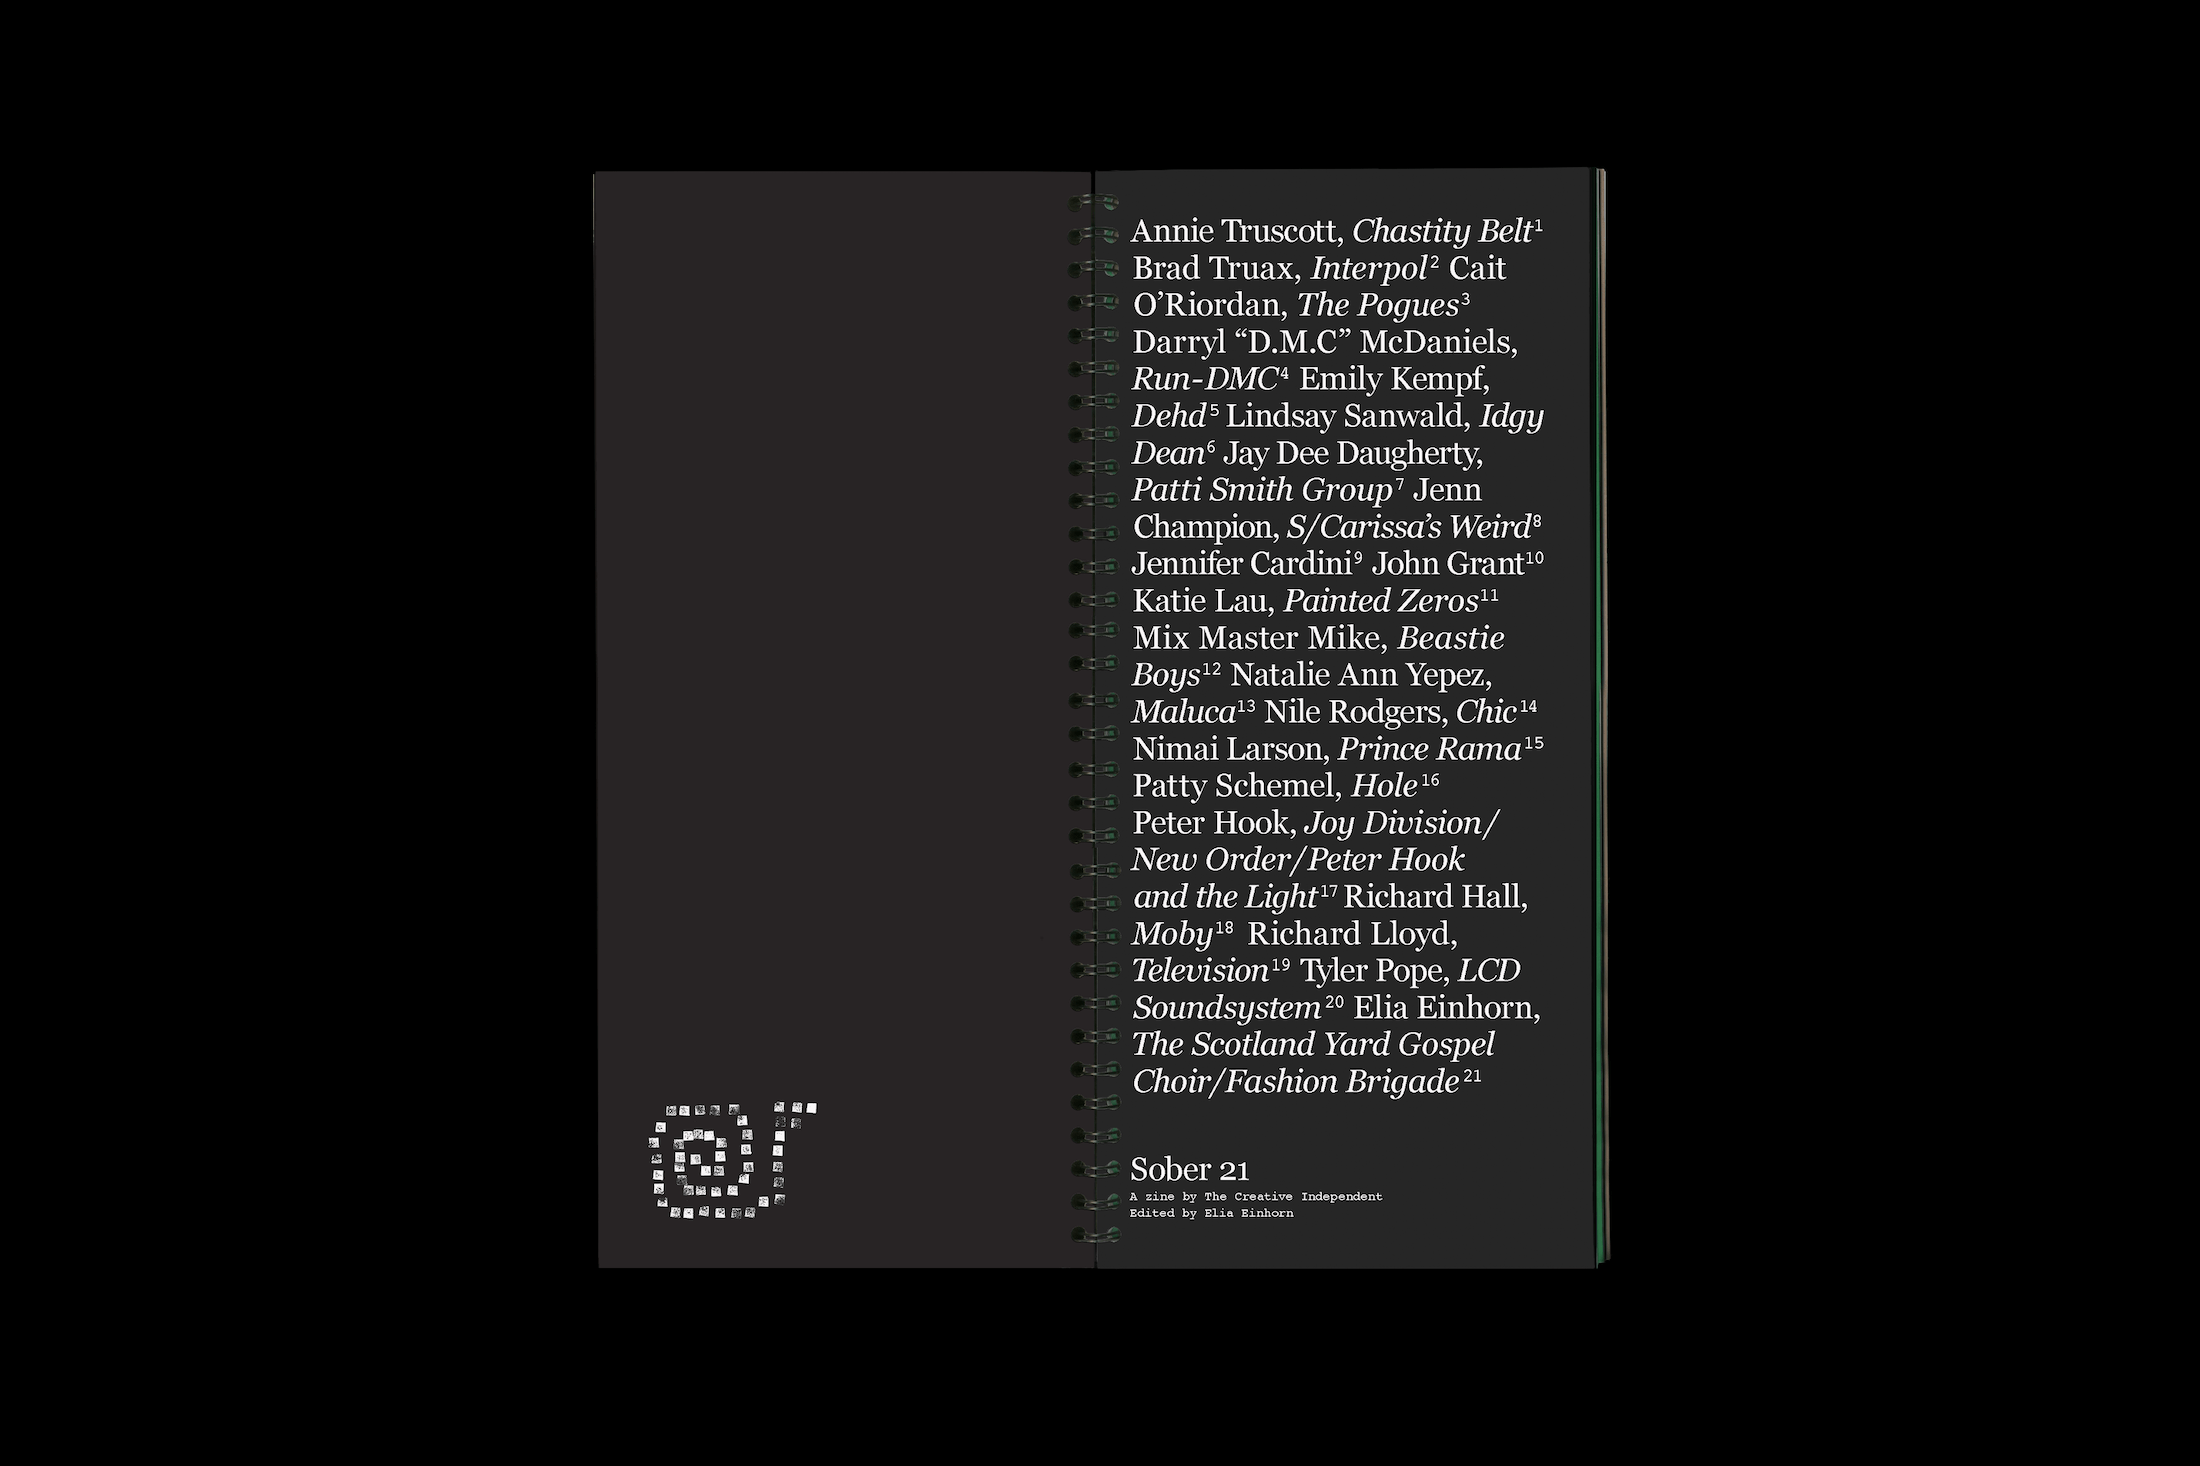 Annie Truscott, Chastity Belt¹
Brad Truax, Interpol² Cait
O’Riordan, The Pogues³
Darryl “D.M.C” McDaniels,
Run-DMC⁴ Emily Kempf,
Dehd⁵ Lindsay Sanwald, Idgy
Dean⁶ Jay Dee Daugherty,
Patti Smith Group⁷ Jenn
Champion, S/Carissa’s Weird⁸
Jennifer Cardini⁹ John Grant¹⁰
Katie Lau, Painted Zeros¹¹
Mix Master Mike, Beastie
Boys¹² Natalie Ann Yepez,
Maluca¹³ Nile Rodgers, Chic¹⁴
Nimai Larson, Prince Rama¹⁵
Patty Schemel, Hole¹⁶
Peter Hook, Joy Division/
New Order/Peter Hook
and the Light¹⁷ Richard Hall,
Moby¹⁸ Richard Lloyd,
Television¹⁹ Tyler Pope, LCD
Soundsystem²⁰ Elia Einhorn,
The Scotland Yard Gospel
Choir/Fashion Brigade²¹
Sober 21
A zine by The Creative Independent
Edited by Elia Einhorn